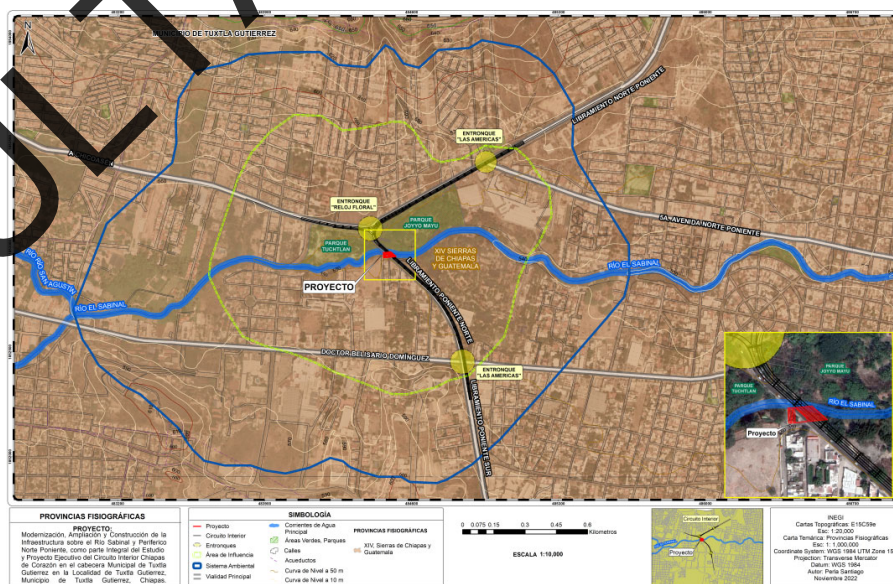 MUNICIPIO DE TUXTLA GUTIERREZ
LIBRAMIENTO NORTE PONIENTE
ENTRONQUE
"LAS AMERICAS"
ENTRONQUE
"RELOJ FLORAL"
PARQUE
JOYYO MAYU
PARQUE
TUCHTLAN
5A. AVENIDA NORTE PONIENTE
XIV SIERRAS
DE CHIAPAS
Y GUATEMALA
PROYECTO
RÍO EL SABINAL
RÍO SAN AGUSTÍN
RÍO EL SABINAL
LIBRAMIENTO PONIENTE NORTE
DOCTOR BELISARIO DOMÍNGUEZ
ENTRONQUE
"LAS AMERICAS"
LIBRAMIENTO PONIENTE SUR
PARQUE
JOYYO MAYU
PARQUE
TUCHTLAN
RÍO EL SABINAL
Proyecto
PROVINCIAS FISIOGRÁFICAS
PROYECTO:
Modernización, Ampliación y Construcción de la
Infraestructura sobre el Río Sabinal y Periferico
Norte Poniente, como parte Integral del Estudio
y Proyecto Ejecutivo del Circuito Interior Chiapas
de Corazón en el cabecera Municipal de Tuxtla
Gutierrez en la Localidad de Tuxtla Gutierrez,
Municipio de Tuxtla Gutierrez, Chiapas.
SIMBOLOGÍA
Proyecto
Circuito Interior
Entronques
Área de Influencia
Sistema Ambiental
Vialidad Principal
Corrientes de Agua
Principal
Áreas Verdes, Parques
Calles
Acueductos
Curva de Nivel a 50 m
Curva de Nivel a 10 m
PROVINCIAS FISIOGRÁFICAS
XIV, Sierras de Chiapas y
Guatemala
0 0.075 0.15 0.3 0.45 0.6
Kilometros
ESCALA 1:10,000
Circuito Interior
Proyecto
INEGI
Cartas Topográficas: E15C59e
Esc: 1:20,000
Carta Temática: Provincias Fisiográficas
Esc: 1: 1,000,000
Coordinate System: WGS 1984 UTM Zone 15
Projection: Transverse Mercator
Datum: WGS 1984
Autor: Perla Santiago
Noviembre 2022